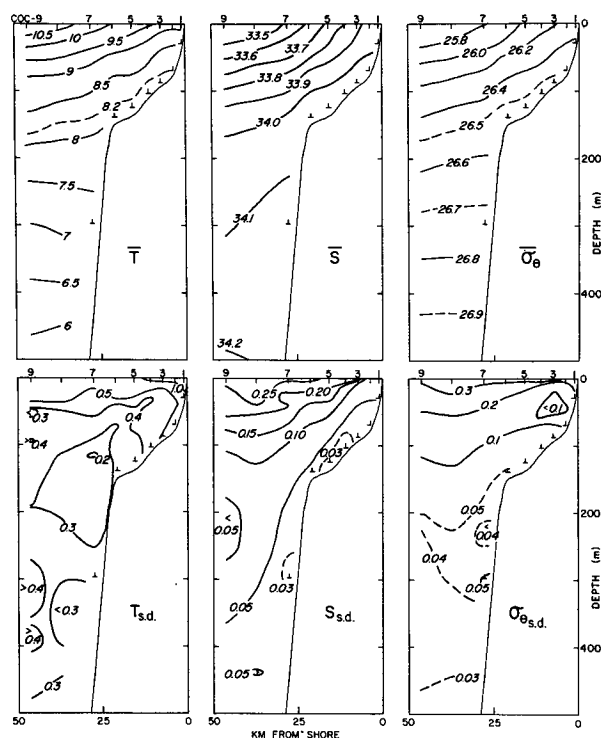 COC-9 7 5 3 1 9 7 5 3 1 9 7 5 3 1
10.5 10 9.5 33.5 25.8 0
9 33.6 33.7 26.0 26.2
8.5 33.8 33.9 26.4
8.2 34.0 26.5
8 26.6 200
7.5 34.1 26.7
7 T S σθ DEPTH (m)
6.5 26.8
6 34.2 26.9 400
9 7 5 3 1 9 7 5 3 1 9 7 5 3 1
0.5 1.0 0.25 0.20 0.3 0
<0.3 0.4 0.15 0.10 0.2 <0.1
>0.4 0.2 0.03 0.1
0.3 <0.05 0.05 <0.04 200
0.05 0.03 0.04 0.05
>0.4 <0.3 Ts.d. Ss.d. σθs.d. DEPTH (m)
>0.4 0.05
0.3 0.03 400
50 25 0 50 25 0 50 25 0
KM FROM SHORE